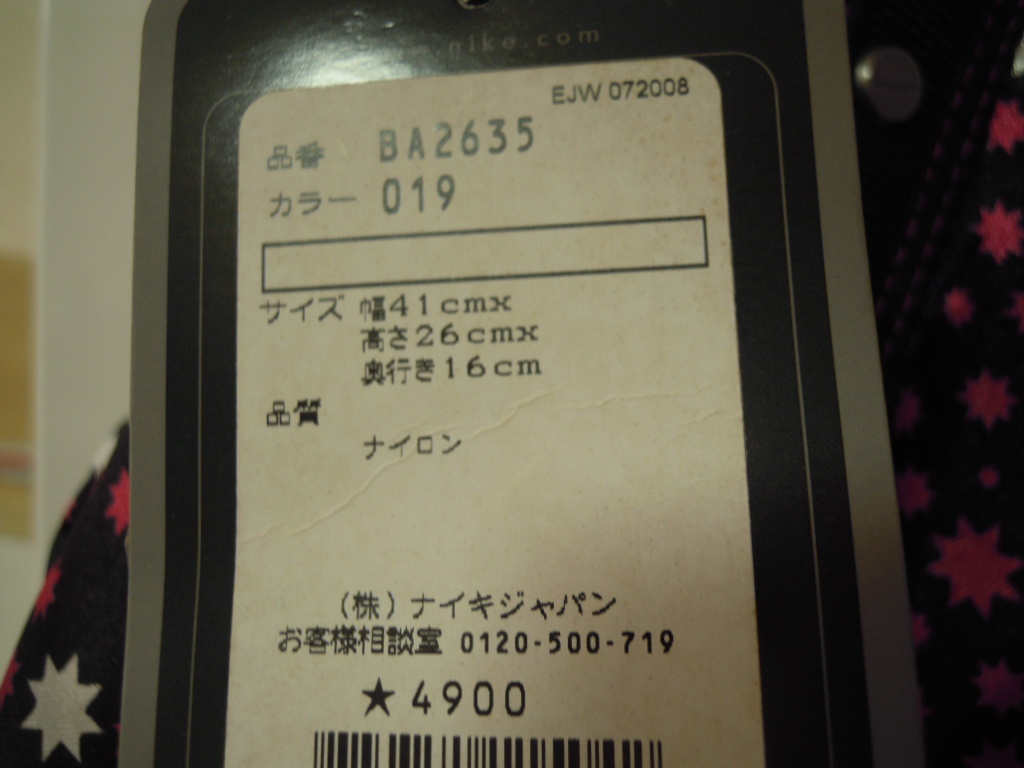 nike.com
EJW 072008
品番 BA2635
カラー 019
サイズ 幅41cmx
高さ26cmx
奥行き16cm
品質
ナイロン
(株)ナイキジャパン
お客様相談室 0120-500-719
★4900